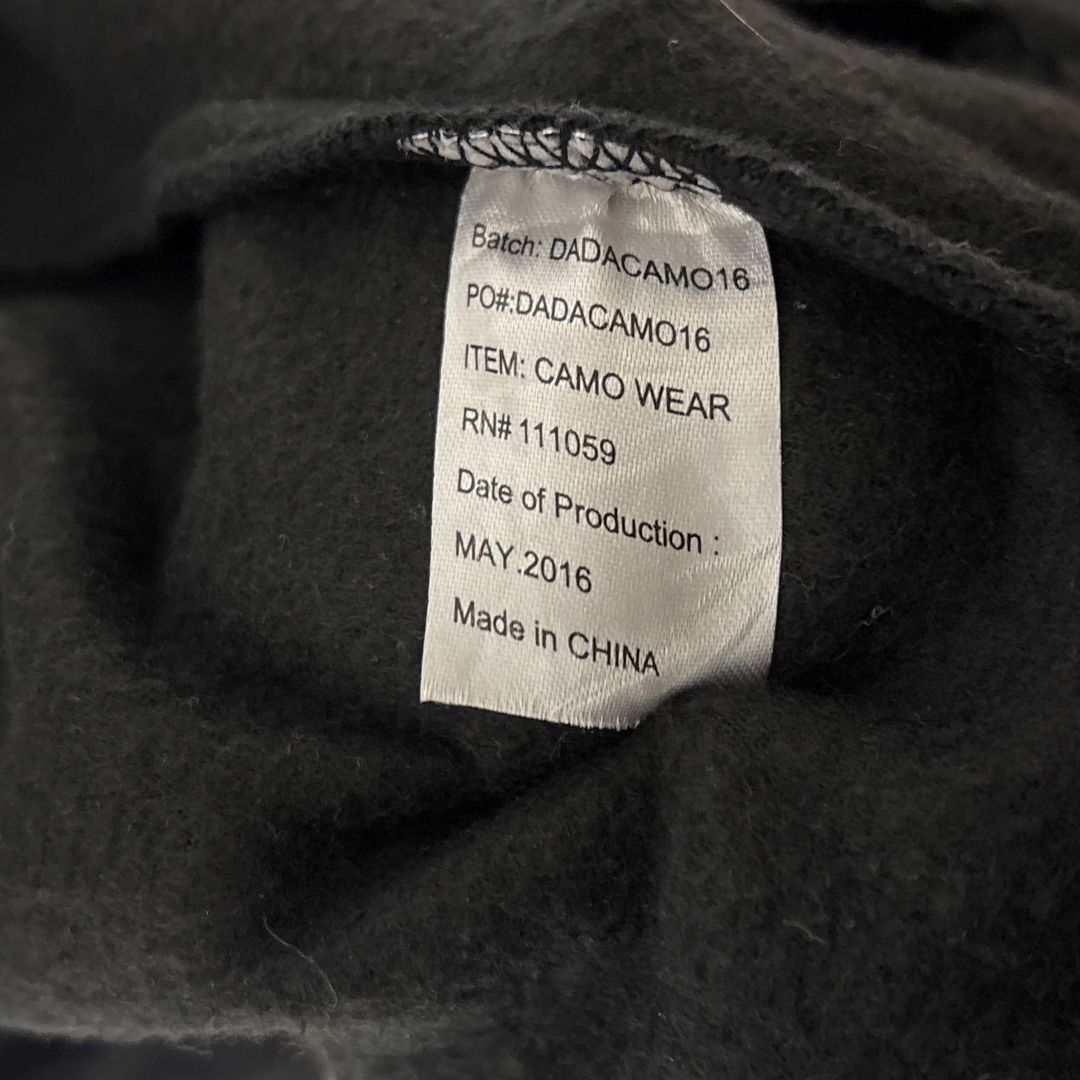 Batch: DADACAMO16
PO#:DADACAMO16
ITEM: CAMO WEAR
RN# 111059
Date of Production :
MAY.2016
Made in CHINA